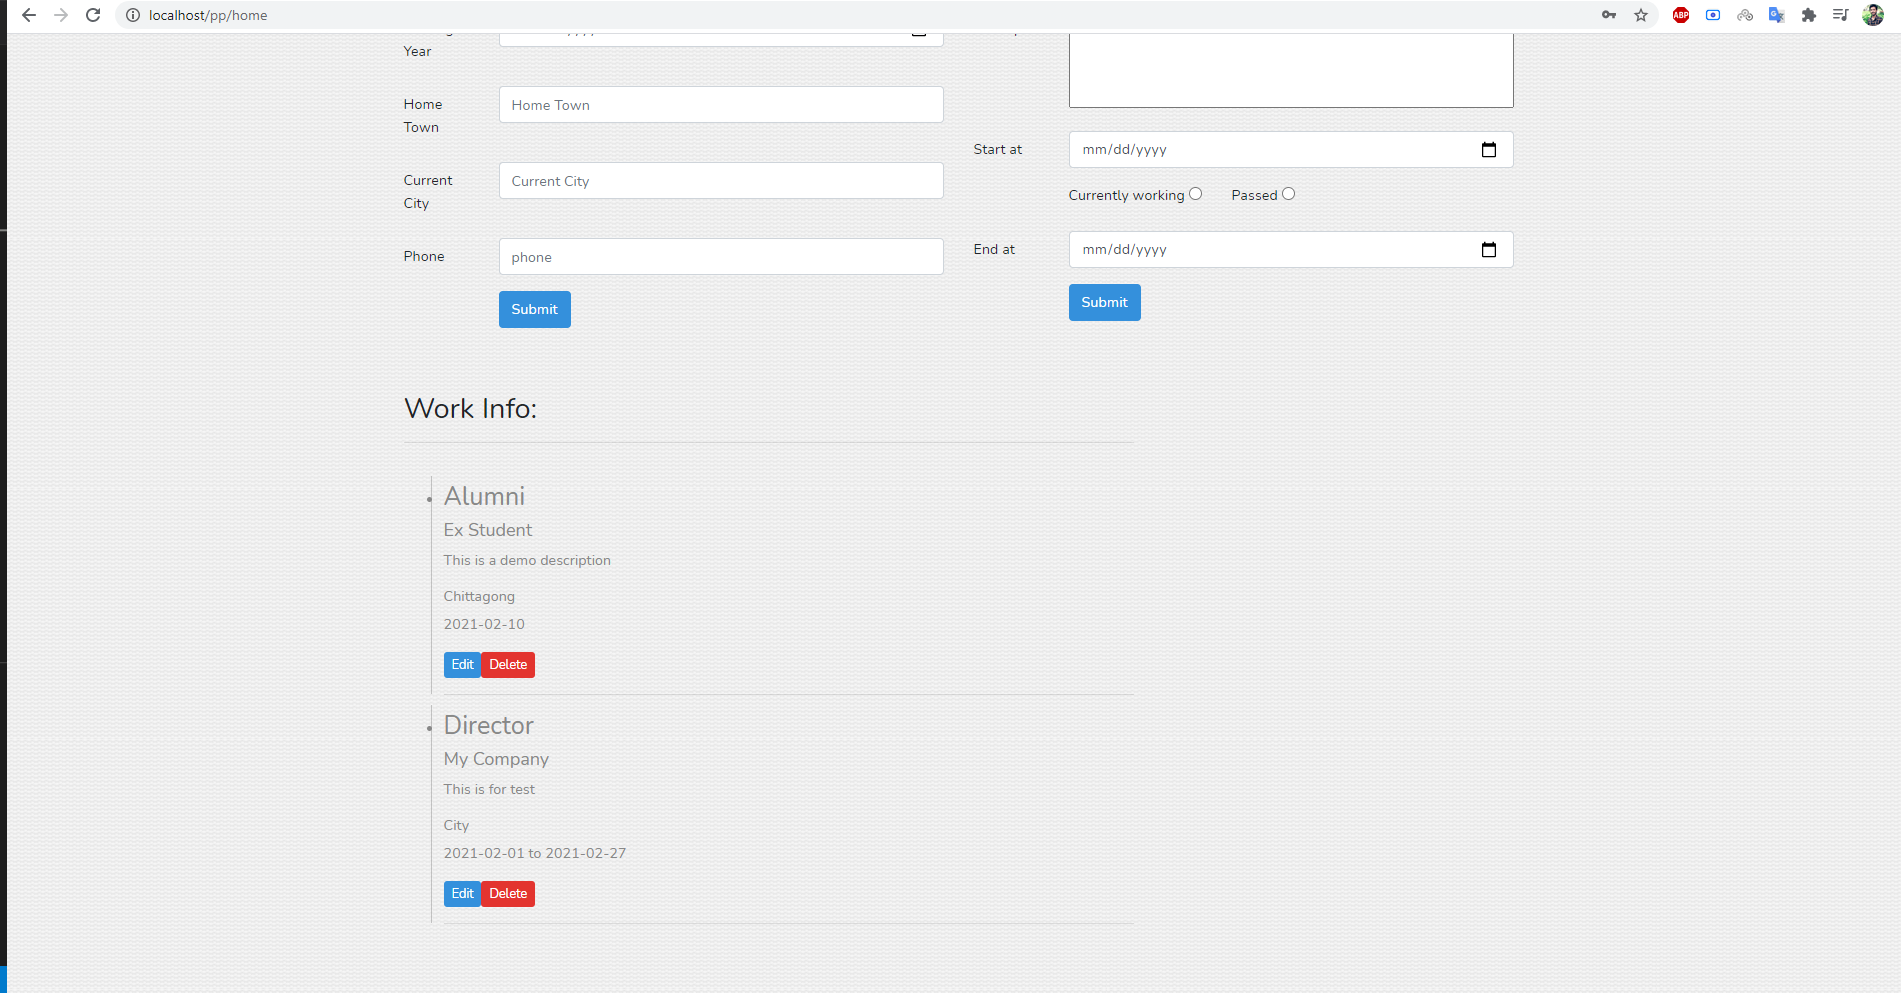 localhost/pp/home
ABP
Year
Home
Town
Home Town
Current
City
Current City
Phone
phone
Submit
Start at
mm/dd/yyyy
Currently working
Passed
End at
mm/dd/yyyy
Submit
Work Info:
Alumni
Ex Student
This is a demo description
Chittagong
2021-02-10
Edit Delete
Director
My Company
This is for test
City
2021-02-01 to 2021-02-27
Edit Delete